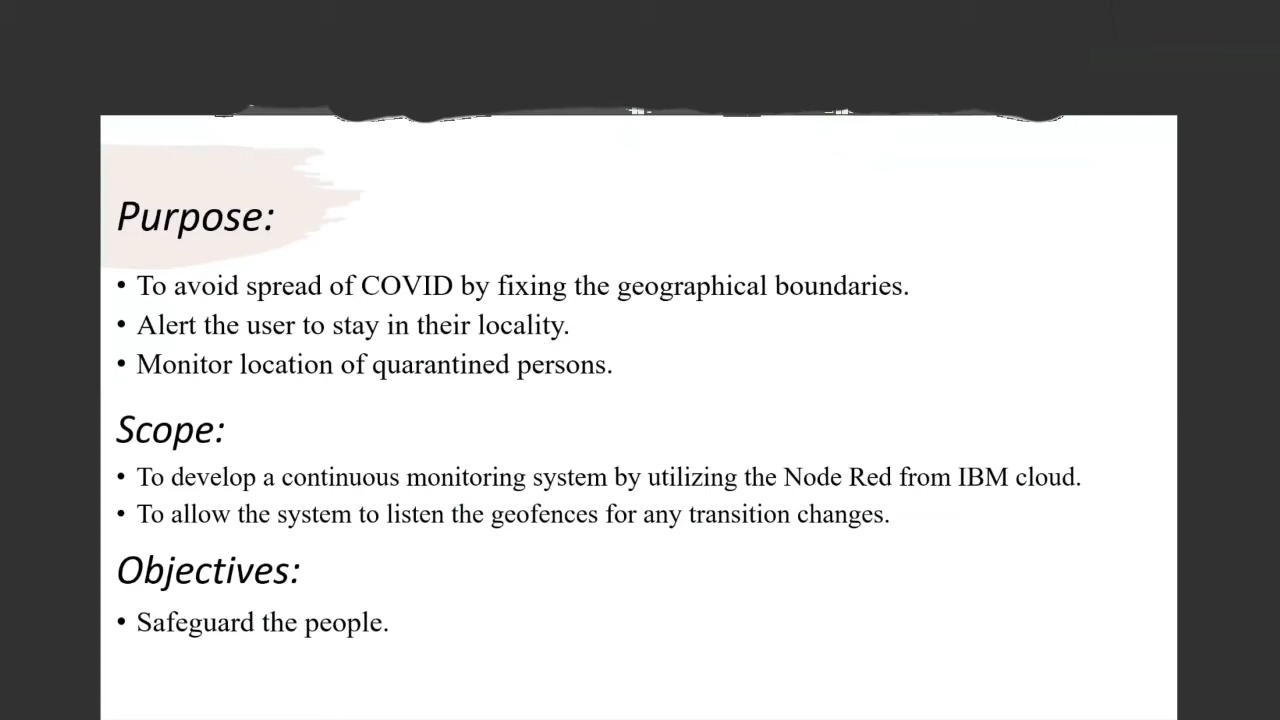 Purpose:
• To avoid spread of COVID by fixing the geographical boundaries.
• Alert the user to stay in their locality.
• Monitor location of quarantined persons.
Scope:
• To develop a continuous monitoring system by utilizing the Node Red from IBM cloud.
• To allow the system to listen the geofences for any transition changes.
Objectives:
• Safeguard the people.